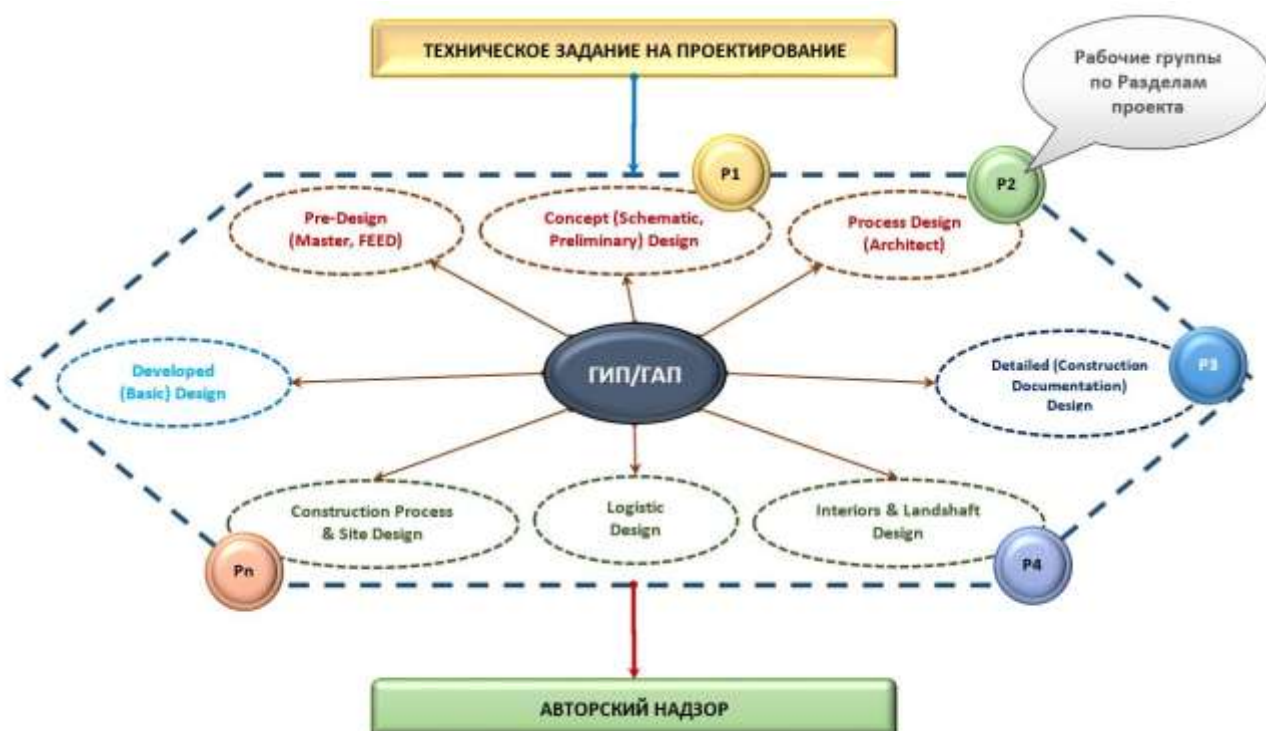 ТЕХНИЧЕСКОЕ ЗАДАНИЕ НА ПРОЕКТИРОВАНИЕ
Рабочие группы
по Разделам
проекта
P1
P2
Pre-Design
(Master, FEED)
Concept (Schematic,
Preliminary) Design
Process Design
(Architect)
Developed
(Basic) Design
ГИП/ГАП
Detailed (Construction
Documentation)
Design
P3
Construction Process
& Site Design
Logistic
Design
Interiors & Landshaft
Design
Pn
P4
АВТОРСКИЙ НАДЗОР